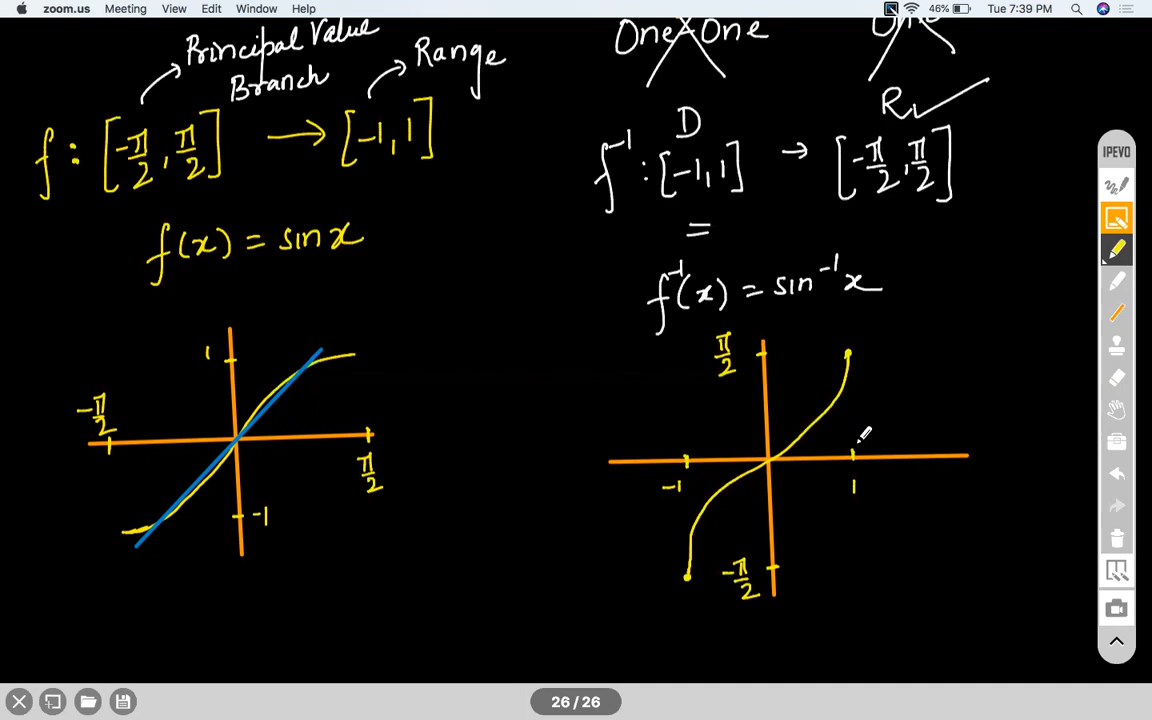 zoom.us Meeting View Edit Window Help 46% Tue 7:39 PM
Principal Value
Branch
Range
f : [-π/2, π/2] → [-1, 1]
f(x) = sin x
1
-π/2
π/2
-1
One X One
R ✓
D
f⁻¹ : [-1, 1] → [-π/2, π/2]
=
f⁻¹(x) = sin⁻¹ x
π/2
-1
1
-π/2
IPEVO
26 / 26